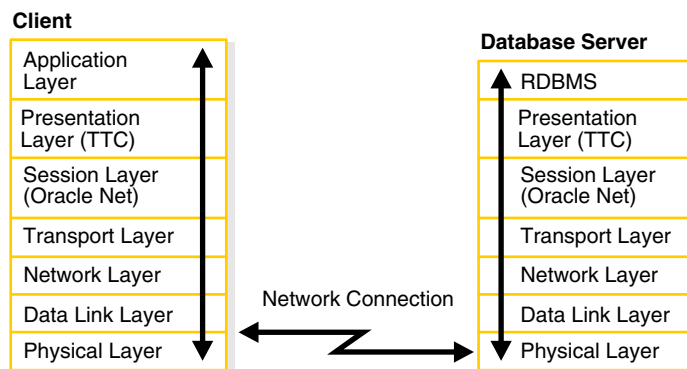 Client
Application
Layer
Presentation
Layer (TTC)
Session Layer
(Oracle Net)
Transport Layer
Network Layer
Data Link Layer
Physical Layer
Network Connection
Database Server
RDBMS
Presentation
Layer (TTC)
Session Layer
(Oracle Net)
Transport Layer
Network Layer
Data Link Layer
Physical Layer